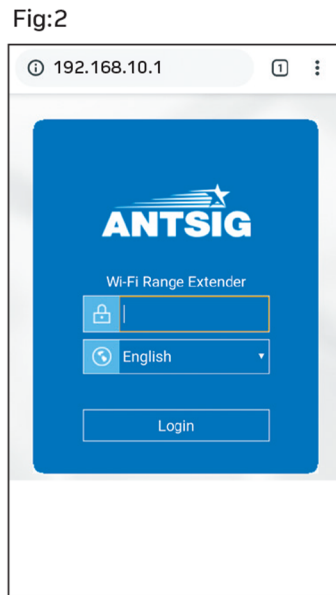 Fig:2
192.168.10.1
1
ANTSIG
Wi-Fi Range Extender
English
Login